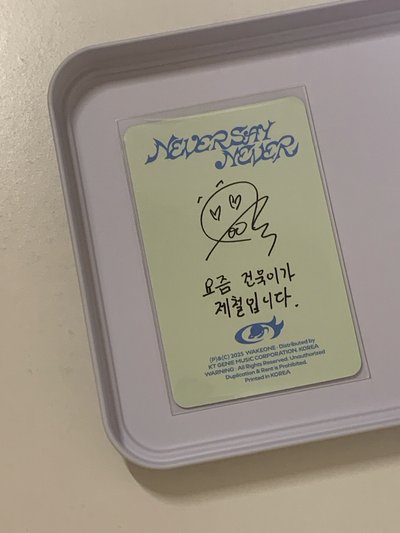 NEVER SAY
NEVER
요즘 건욱이가
제철입니다.
(P)&(C) 2025 WAKEONE · Distributed by
KT GENIE MUSIC CORPORATION, KOREA
WARNING : All Rights Reserved. Unauthorized
Duplication & Rene is Prohibited.
Printed in KOREA